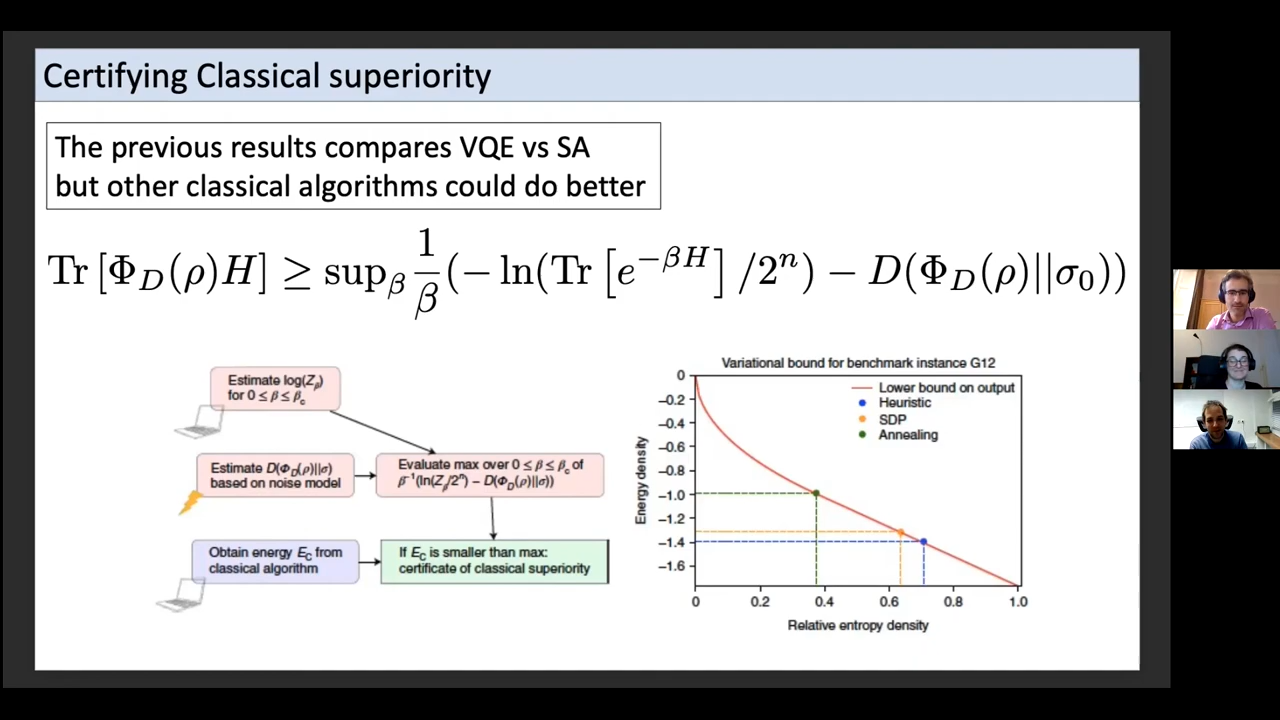 Certifying Classical superiority
The previous results compares VQE vs SA
but other classical algorithms could do better
Tr [Φ_D(ρ)H] ≥ sup_β 1/β (− ln(Tr [e^{−βH}] /2^n) − D(Φ_D(ρ)||σ_0))
Estimate log(Z_β)
for 0 ≤ β ≤ β_c
Estimate D(Φ_D(ρ)||σ)
based on noise model
Evaluate max over 0 ≤ β ≤ β_c of
β^{-1}(ln(Z_β/2^n) − D(Φ_D(ρ)||σ))
Obtain energy E_C from
classical algorithm
If E_C is smaller than max:
certificate of classical superiority
Variational bound for benchmark instance G12
Lower bound on output
Heuristic
SDP
Annealing
Energy density
0
−0.2
−0.4
−0.6
−0.8
−1.0
−1.2
−1.4
−1.6
0 0.2 0.4 0.6 0.8 1.0
Relative entropy density